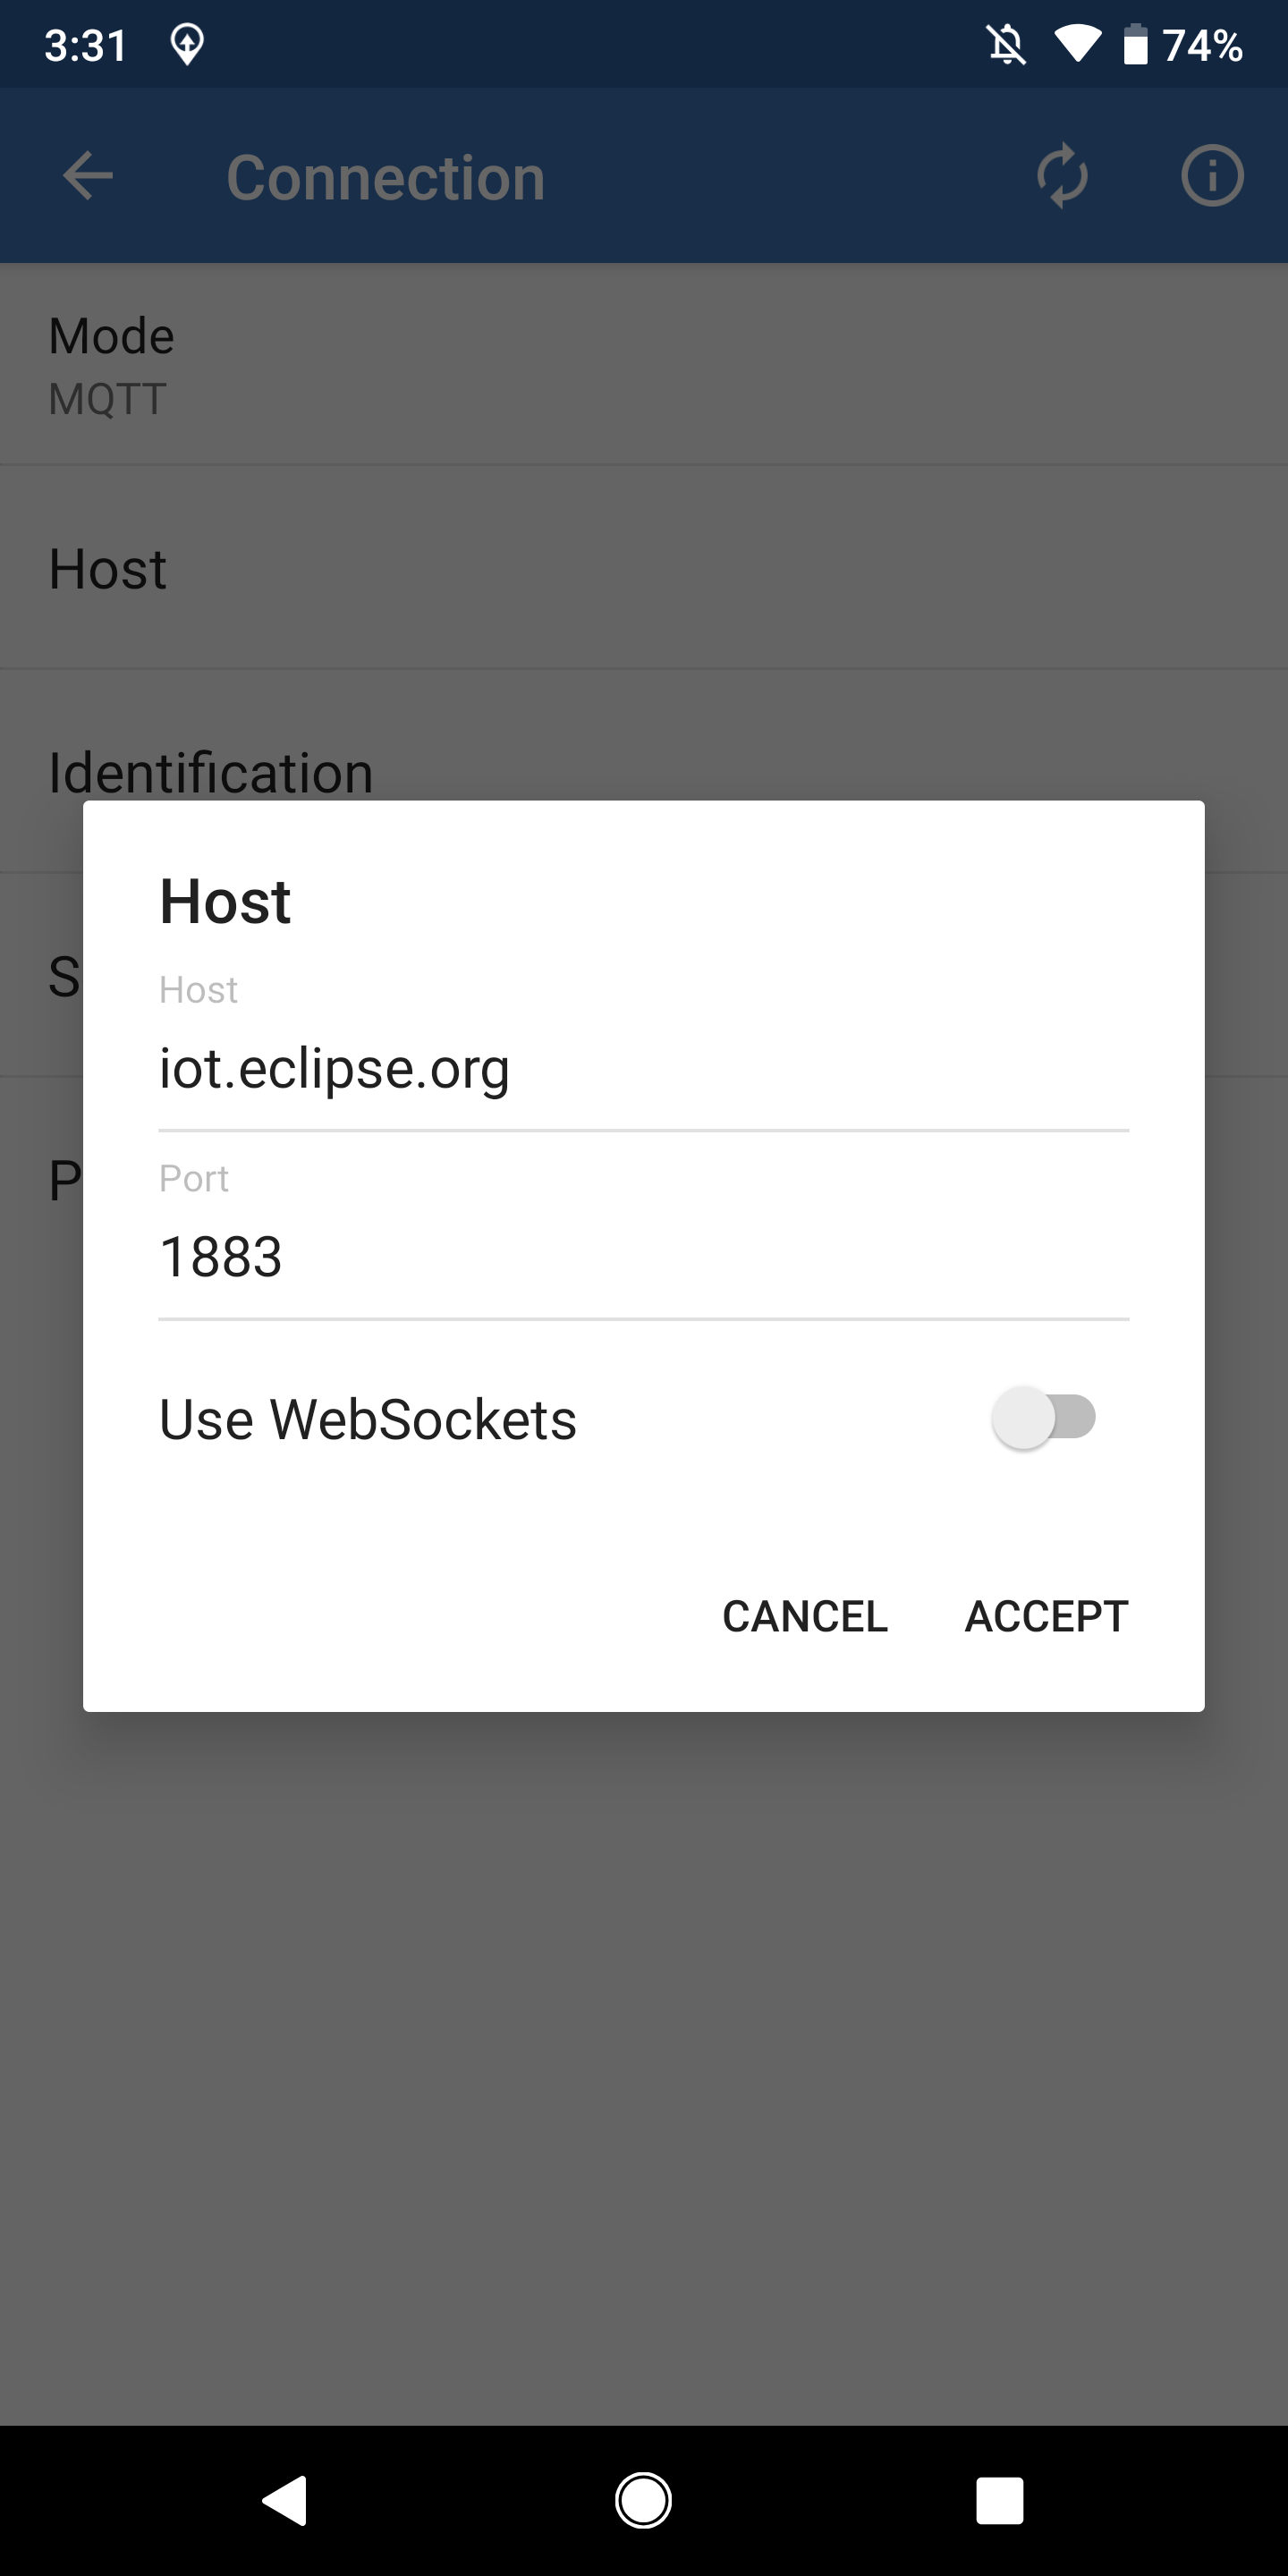 3:31
74%
Connection
Mode
MQTT
Host
Identification
S
P
Host
Host
iot.eclipse.org
Port
1883
Use WebSockets
CANCEL ACCEPT